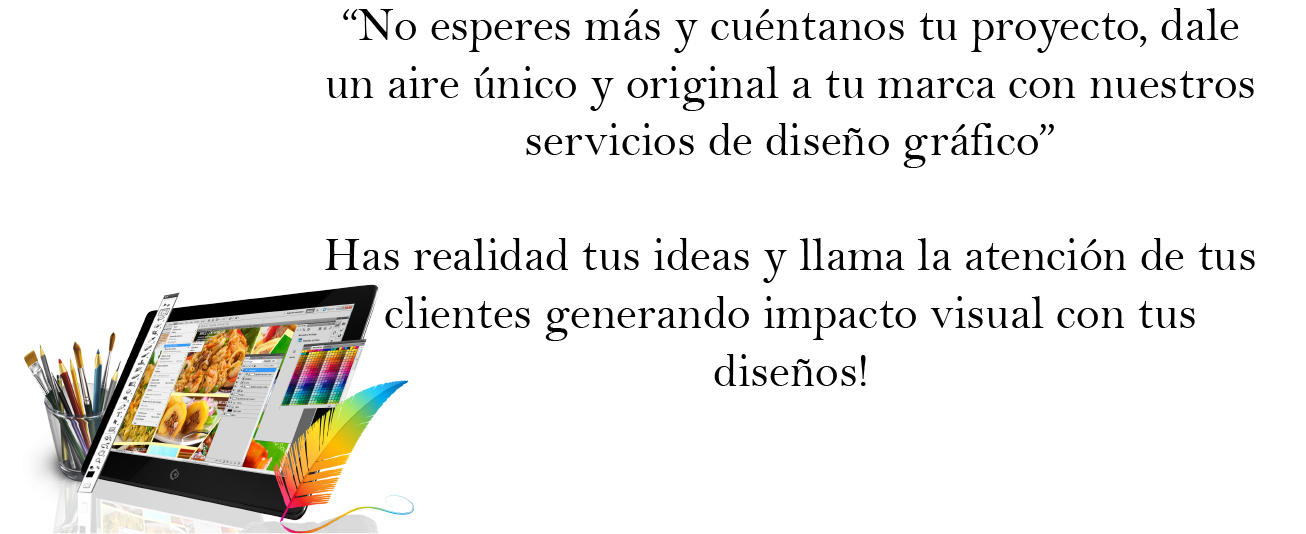 “No esperes más y cuéntanos tu proyecto, dale
un aire único y original a tu marca con nuestros
servicios de diseño gráfico”
Has realidad tus ideas y llama la atención de tus
clientes generando impacto visual con tus
diseños!